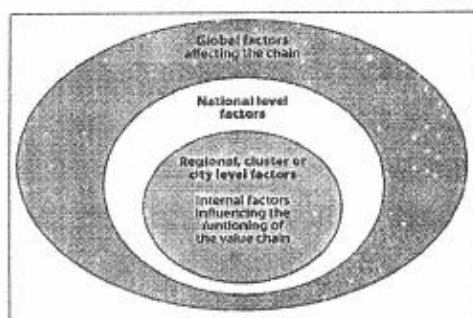 Global factors
affecting the chain
National level
factors
Regional, cluster or
city level factors
Internal factors
influencing the
funtioning of
the value chain